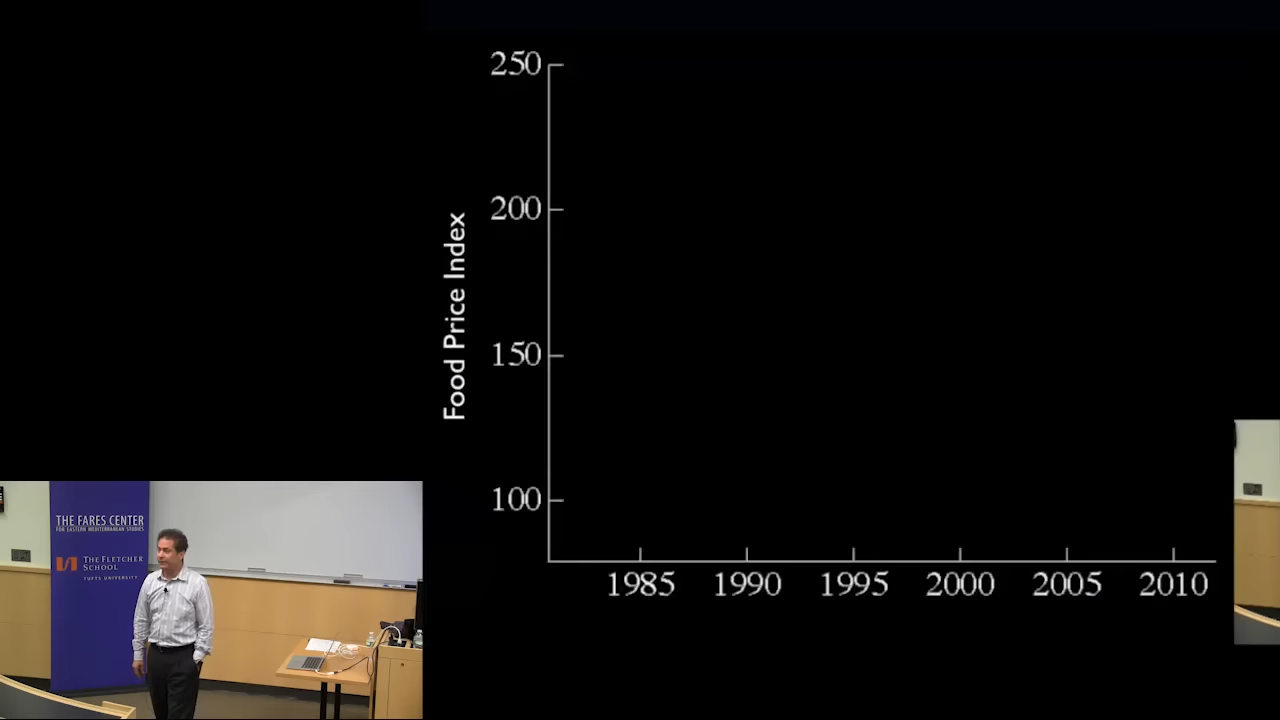 250
200
150
100
Food Price Index
1985 1990 1995 2000 2005 2010
THE FARES CENTER
FOR EASTERN MEDITERRANEAN STUDIES
THE FLETCHER
SCHOOL
TUFTS UNIVERSITY